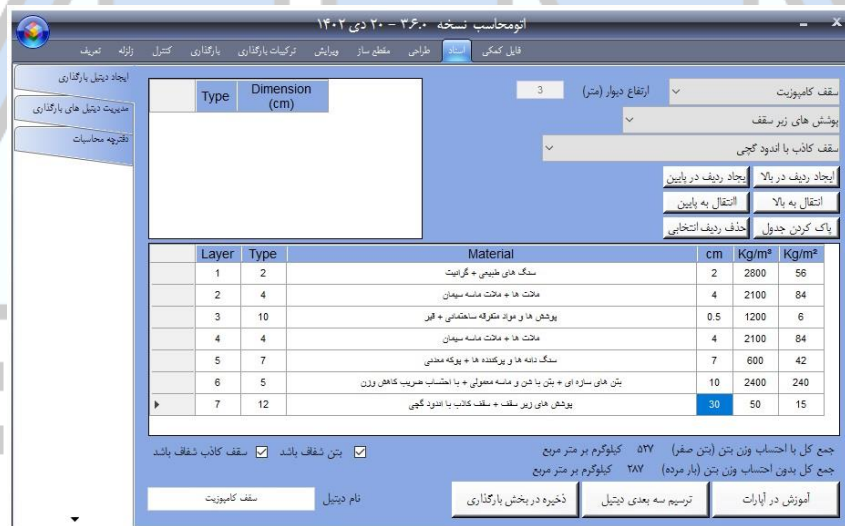 اتومحاسب نسخه ۳.۶.۰ - ۲۰ دی ۱۴۰۲
فایل کمکی اسناد طراحی مقطع ساز ویرایش ترکیبات بارگذاری بارگذاری کنترل زلزله تعریف
سقف کامپوزیت
ارتفاع دیوار (متر) 3
پوشش های زیر سقف
سقف کاذب با اندود گچی
ایجاد ردیف در بالا ایجاد ردیف در پایین
انتقال به بالا انتقال به پایین
پاک کردن جدول حذف ردیف انتخابی
Type Dimension (cm)
ایجاد دیتیل بارگذاری
مدیریت دیتیل های بارگذاری
دفترچه محاسبات
Layer Type Material cm Kg/m³ Kg/m²
1 2 سنگ های طبیعی + گرانیت 2 2800 56
2 4 ملات ها + ملات ماسه سیمان 4 2100 84
3 10 پوشش ها و مواد متفرقه ساختمانی + قیر 0.5 1200 6
4 4 ملات ها + ملات ماسه سیمان 4 2100 84
5 7 سنگ دانه ها و پرکننده ها + پوکه معدنی 7 600 42
6 5 بتن های سازه ای + بتن با شن و ماسه معمولی + با احتساب ضریب کاهش وزن 10 2400 240
7 12 پوشش های زیر سقف + سقف کاذب با اندود گچی 30 50 15
جمع کل با احتساب وزن بتن (بتن صفر) ۵۲۷ کیلوگرم بر متر مربع
بتن شفاف باشد سقف کاذب شفاف باشد
جمع کل بدون احتساب وزن بتن (بار مرده) ۲۸۷ کیلوگرم بر متر مربع
آموزش در آپارات ترسیم سه بعدی دیتیل ذخیره در بخش بارگذاری
نام دیتیل سقف کامپوزیت